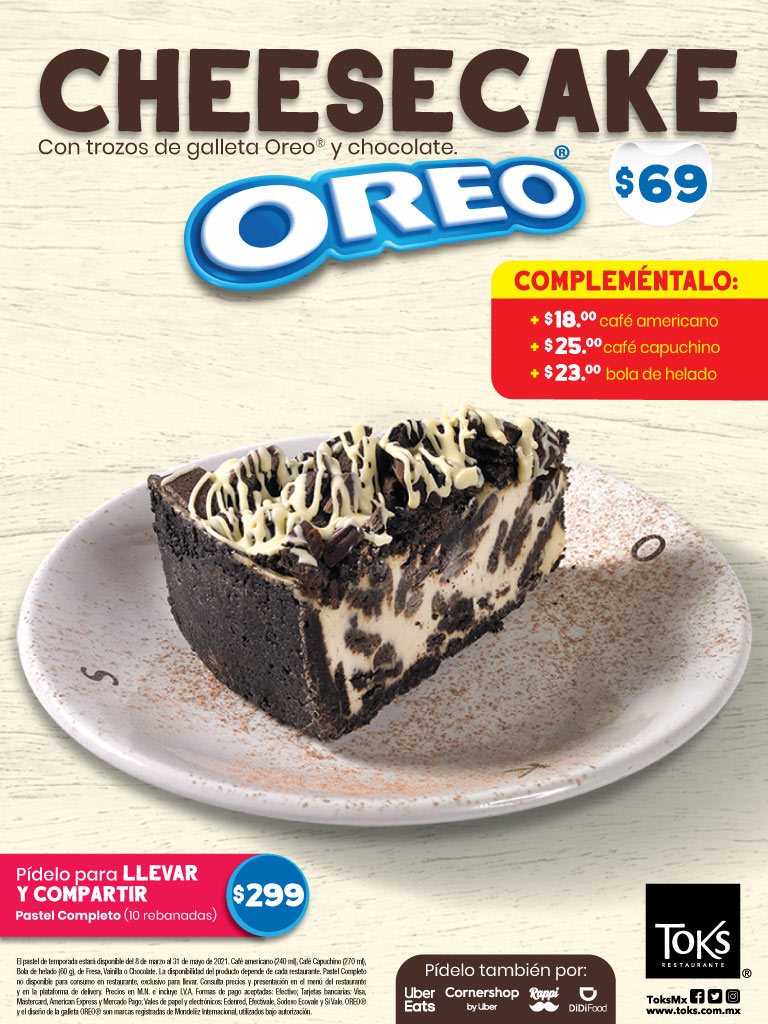 CHEESECAKE
Con trozos de galleta Oreo® y chocolate.
OREO®
$69
COMPLEMÉNTALO:
+ $18.00 café americano
+ $25.00 café capuchino
+ $23.00 bola de helado
O
S
K
Pídelo para LLEVAR
Y COMPARTIR
Pastel Completo (10 rebanadas)
$299
El pastel de temporada estará disponible del 8 de marzo al 31 de mayo de 2021. Café americano (240 ml), Café Capuchino (270 ml),
Bola de helado (60 g), de Fresa, Vainilla o Chocolate. La disponibilidad del producto depende de cada restaurante. Pastel Completo
no disponible para consumo en restaurante, exclusivo para llevar. Consulta precios y presentación en el menú del restaurante
y en la plataforma de delivery. Precios en M.N. e incluye I.V.A. Formas de pago aceptadas: Electivo; Tarjetas bancarias: Visa,
Mastercard, American Express y Mercado Pago; Vales de papel y electrónicos: Edenred, Efectivale, Sodexo Ecovale y Sí Vale. OREO®
y el diseño de la galleta OREO® son marcas registradas de Mondelēz International, utilizados bajo autorización.
Pídelo también por:
Uber
Eats
Cornershop
by Uber
Rappi
DiDi Food
TOKS
RESTAURANTE
®
ToksMx
www.toks.com.mx